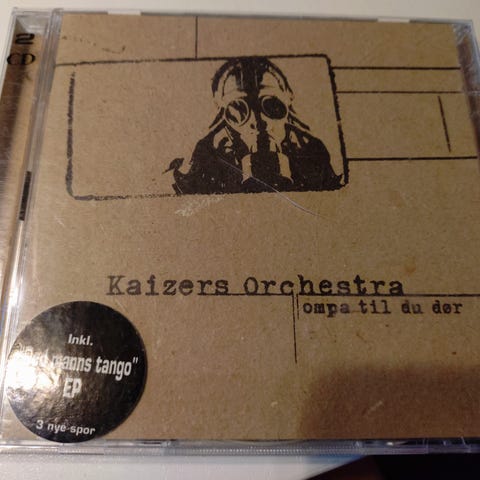 2
CD
Kaizers Orchestra
ompa til du dør
Inkl.
manns tango"
EP
3 nye spor